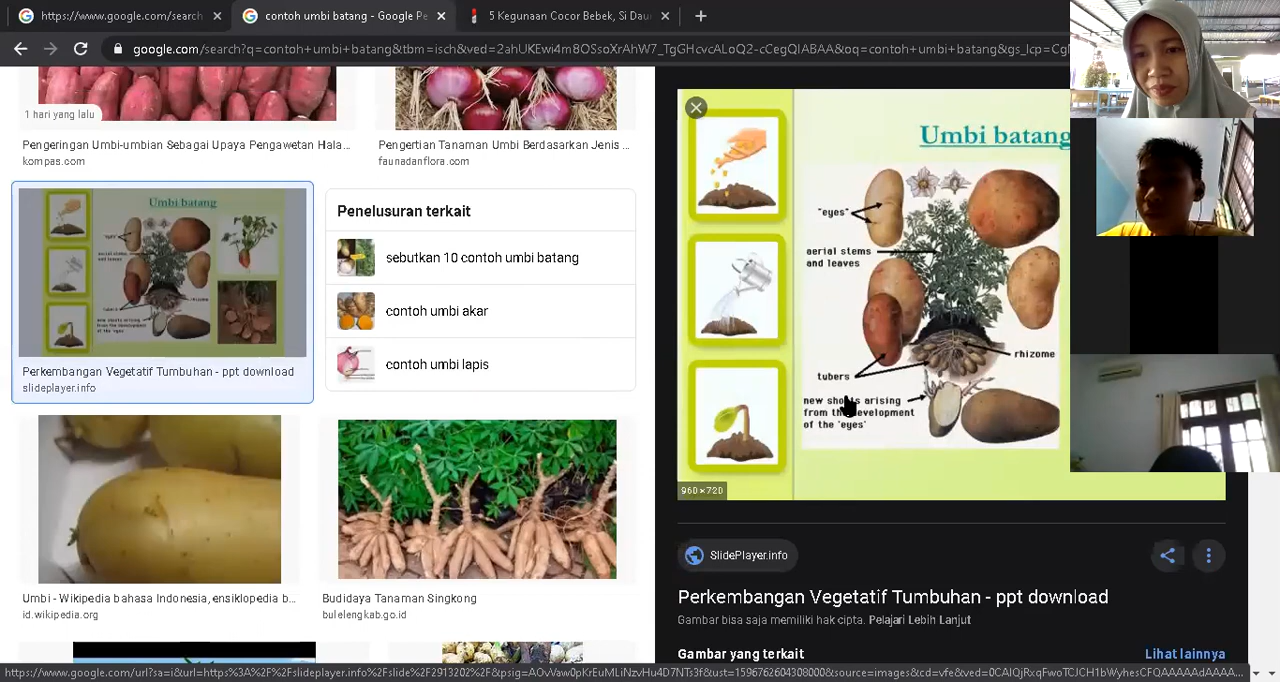 https://www.google.com/search
contoh umbi batang - Google Pe
5 Kegunaan Cocor Bebek, Si Dau
google.com/search?q=contoh+umbi+batang&tbm=isch&ved=2ahUKEwi4m8OSsoXrAhW7_TgGHcvcALoQ2-cCegQIABAA&oq=contoh+umbi+batang&gs_lcp=Cg
1 hari yang lalu
Pengeringan Umbi-umbian Sebagai Upaya Pengawetan Hala...
kompas.com
Pengertian Tanaman Umbi Berdasarkan Jenis ...
faunadanflora.com
Umbi batang
Perkembangan Vegetatif Tumbuhan - ppt download
slideplayer.info
Penelusuran terkait
sebutkan 10 contoh umbi batang
contoh umbi akar
contoh umbi lapis
Umbi - Wikipedia bahasa Indonesia, ensiklopedia b...
id.wikipedia.org
Budidaya Tanaman Singkong
bulelengkab.go.id
Umbi batang
"eyes"
aerial stems
and leaves
rhizome
tubers
new shoots arising
from the development
of the 'eyes'
960×720
SlidePlayer.info
Perkembangan Vegetatif Tumbuhan - ppt download
Gambar bisa saja memiliki hak cipta. Pelajari Lebih Lanjut
Gambar yang terkait
Lihat lainnya